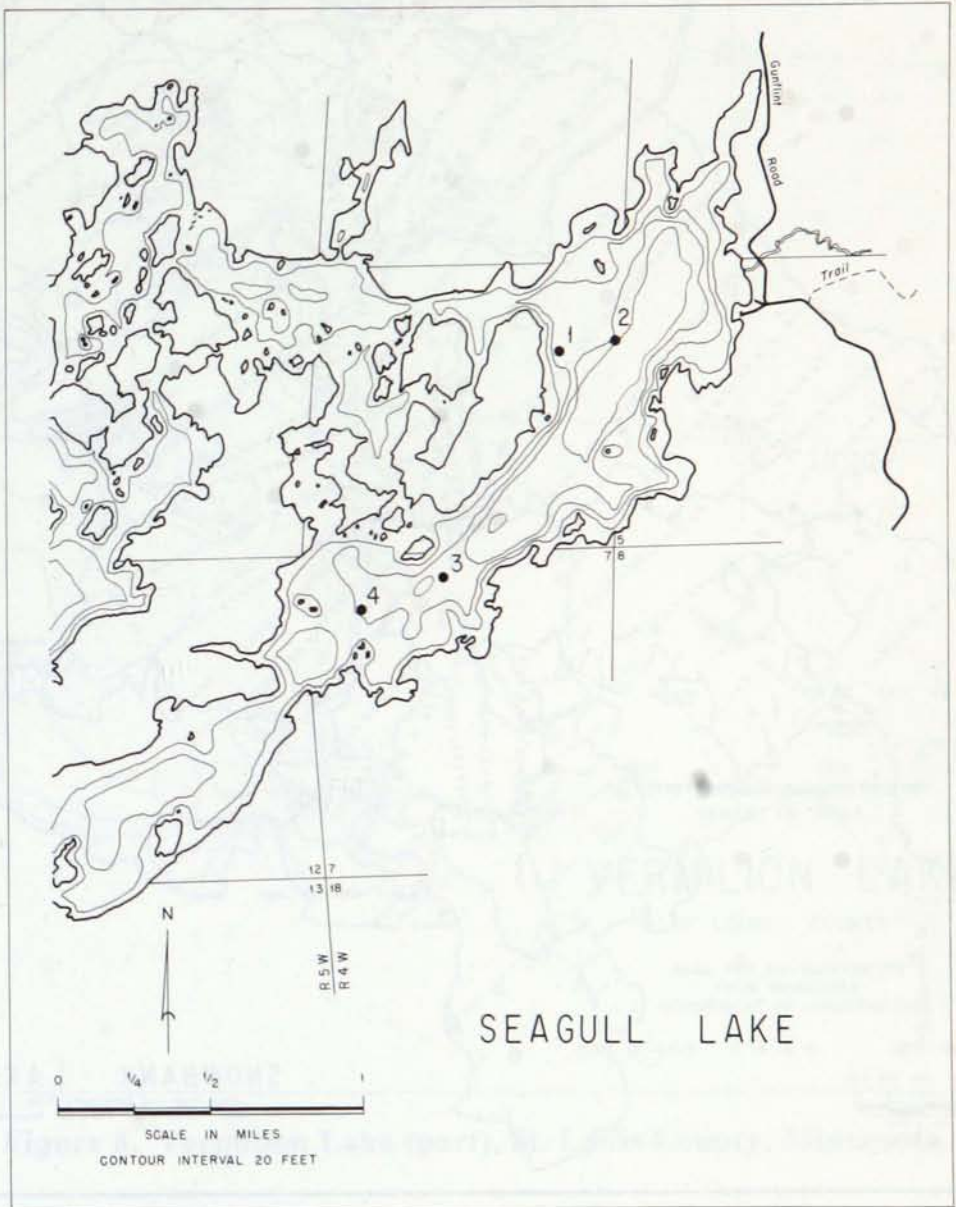 Gunflint
Road
Trail
1
2
3
4
5
7 8
12 7
13 18
N
R5W
R4W
SEAGULL LAKE
0 1/4 1/2 1
SCALE IN MILES
CONTOUR INTERVAL 20 FEET